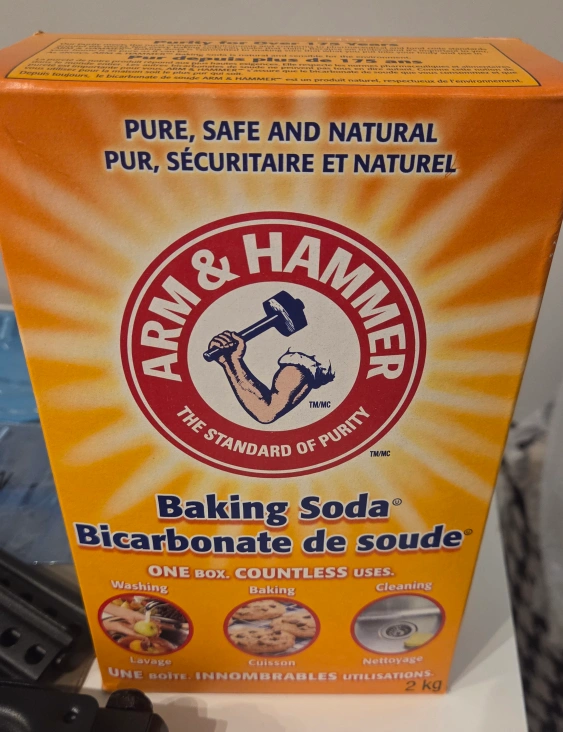 Purity for Over 175 Years
Pur depuis plus de 175 ans
PURE, SAFE AND NATURAL
PUR, SÉCURITAIRE ET NATUREL
ARM & HAMMER
TM/MC
THE STANDARD OF PURITY
TM/MC
Baking Soda
Bicarbonate de soude
ONE BOX. COUNTLESS USES.
Washing Baking Cleaning
Lavage Cuisson Nettoyage
UNE BOÎTE. INNOMBRABLES UTILISATIONS.
2 kg